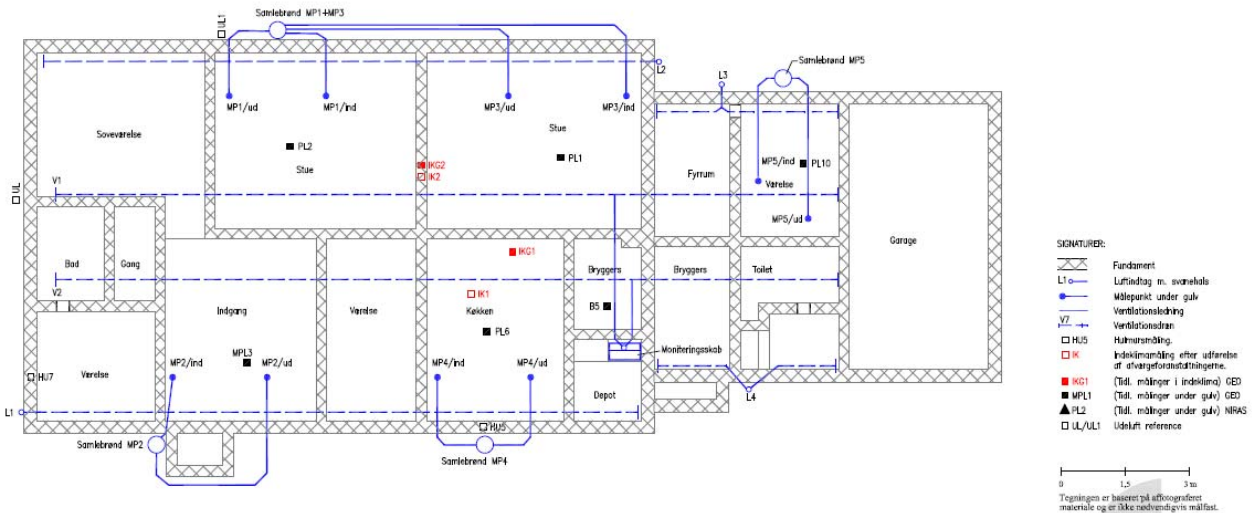 Samlebrønd MP1+MP3
UL1
Samlebrønd MP5
L2
L3
MP1/ud
MP1/ind
MP3/ud
MP3/ind
Soveværelse
Stue
PL2
Stue
PL1
IKG2
IK2
Fyrrum
MP5/ind
PL10
Værelse
MP5/ud
Garage
UL
V1
Bad
Gang
IKG1
Bryggers
Bryggers
Toilet
V2
Indgang
Værelse
IK1
Køkken
B5
PL6
Moniteringsskab
Værelse
MPL3
MP2/ind
MP2/ud
MP4/ind
MP4/ud
HU7
Depot
L1
L4
HU5
Samlebrønd MP2
Samlebrønd MP4
SIGNATURER:
Fundament
L1 Luftindtag m. svanehals
Målepunkt under gulv
Ventilationsledning
V7 Ventilationsdræn
HU5 Hulmursmåling.
IK Indeklimamåling efter udførelse
af afværgeforanstaltningerne.
IKG1 (Tidl. målinger i indeklima) GEO
MPL1 (Tidl. målinger under gulv) GEO
PL2 (Tidl. målinger under gulv) NIRAS
UL/UL1 Udeluft reference
0 1,5 3 m
Tegningen er baseret på affotograferet
materiale og er ikke nødvendigvis målfast.